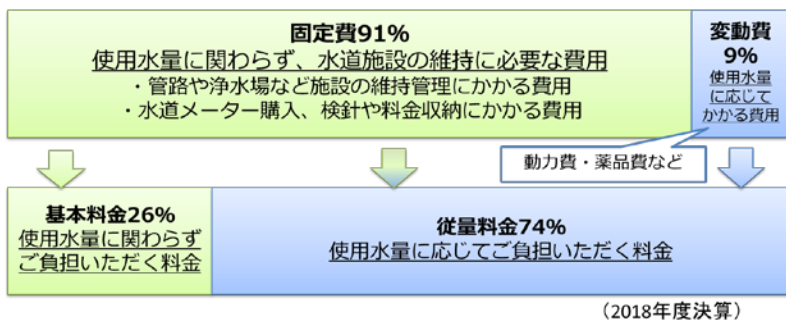 固定費91%
使用水量に関わらず、水道施設の維持に必要な費用
・管路や浄水場など施設の維持管理にかかる費用
・水道メーター購入、検針や料金収納にかかる費用
変動費
9%
使用水量
に応じて
かかる費用
動力費・薬品費など
基本料金26%
使用水量に関わらず
ご負担いただく料金
従量料金74%
使用水量に応じてご負担いただく料金
（2018年度決算）